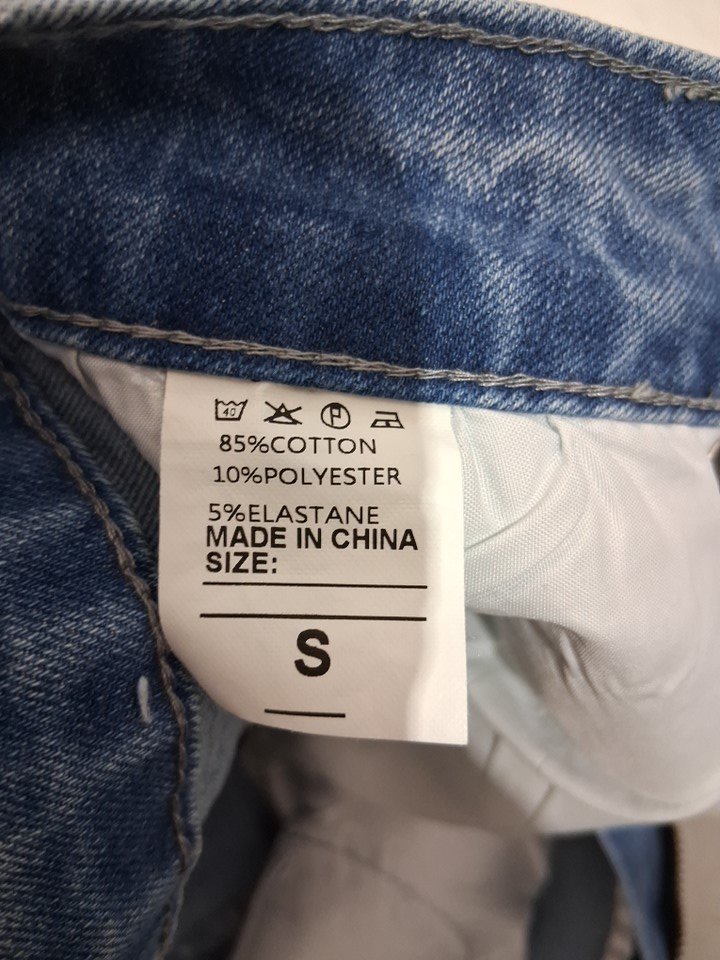 40 P
85%COTTON
10%POLYESTER
5%ELASTANE
MADE IN CHINA
SIZE:
S